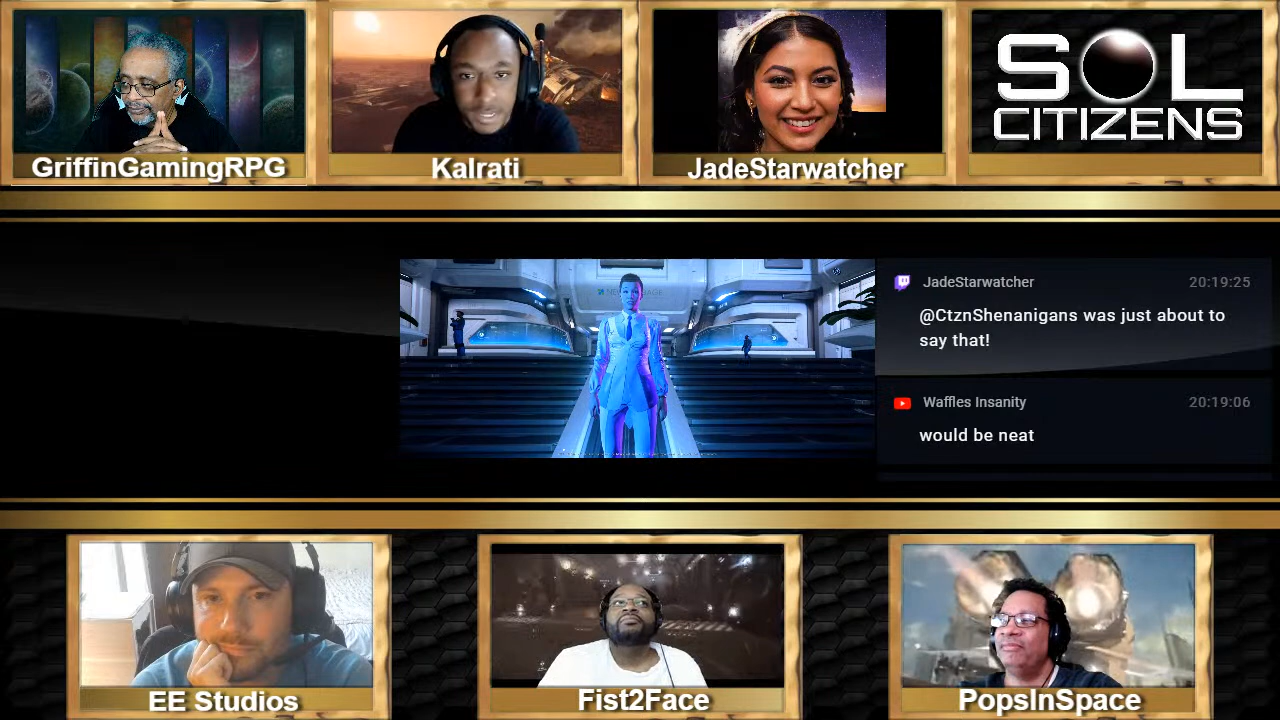 SOL
CITIZENS
GriffinGamingRPG
Kalrati
JadeStarwatcher
JadeStarwatcher 20:19:25
@CtznShenanigans was just about to
say that!
Waffles Insanity 20:19:06
would be neat
EE Studios
Fist2Face
PopsInSpace